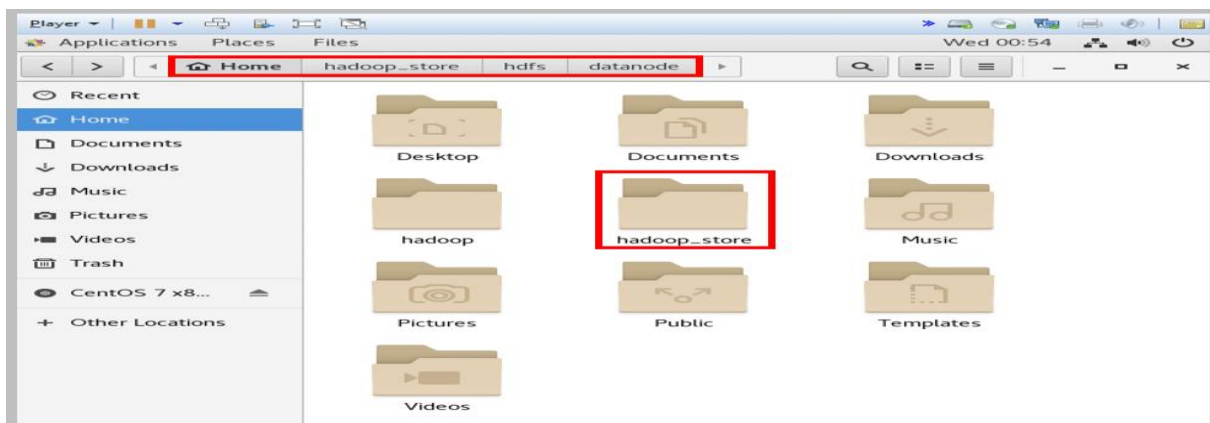 Player
Applications Places Files Wed 00:54
Home hadoop_store hdfs datanode
Recent
Home
Documents
Downloads
Music
Pictures
Videos
Trash
CentOS 7 x8...
+ Other Locations
Desktop Documents Downloads
hadoop hadoop_store Music
Pictures Public Templates
Videos